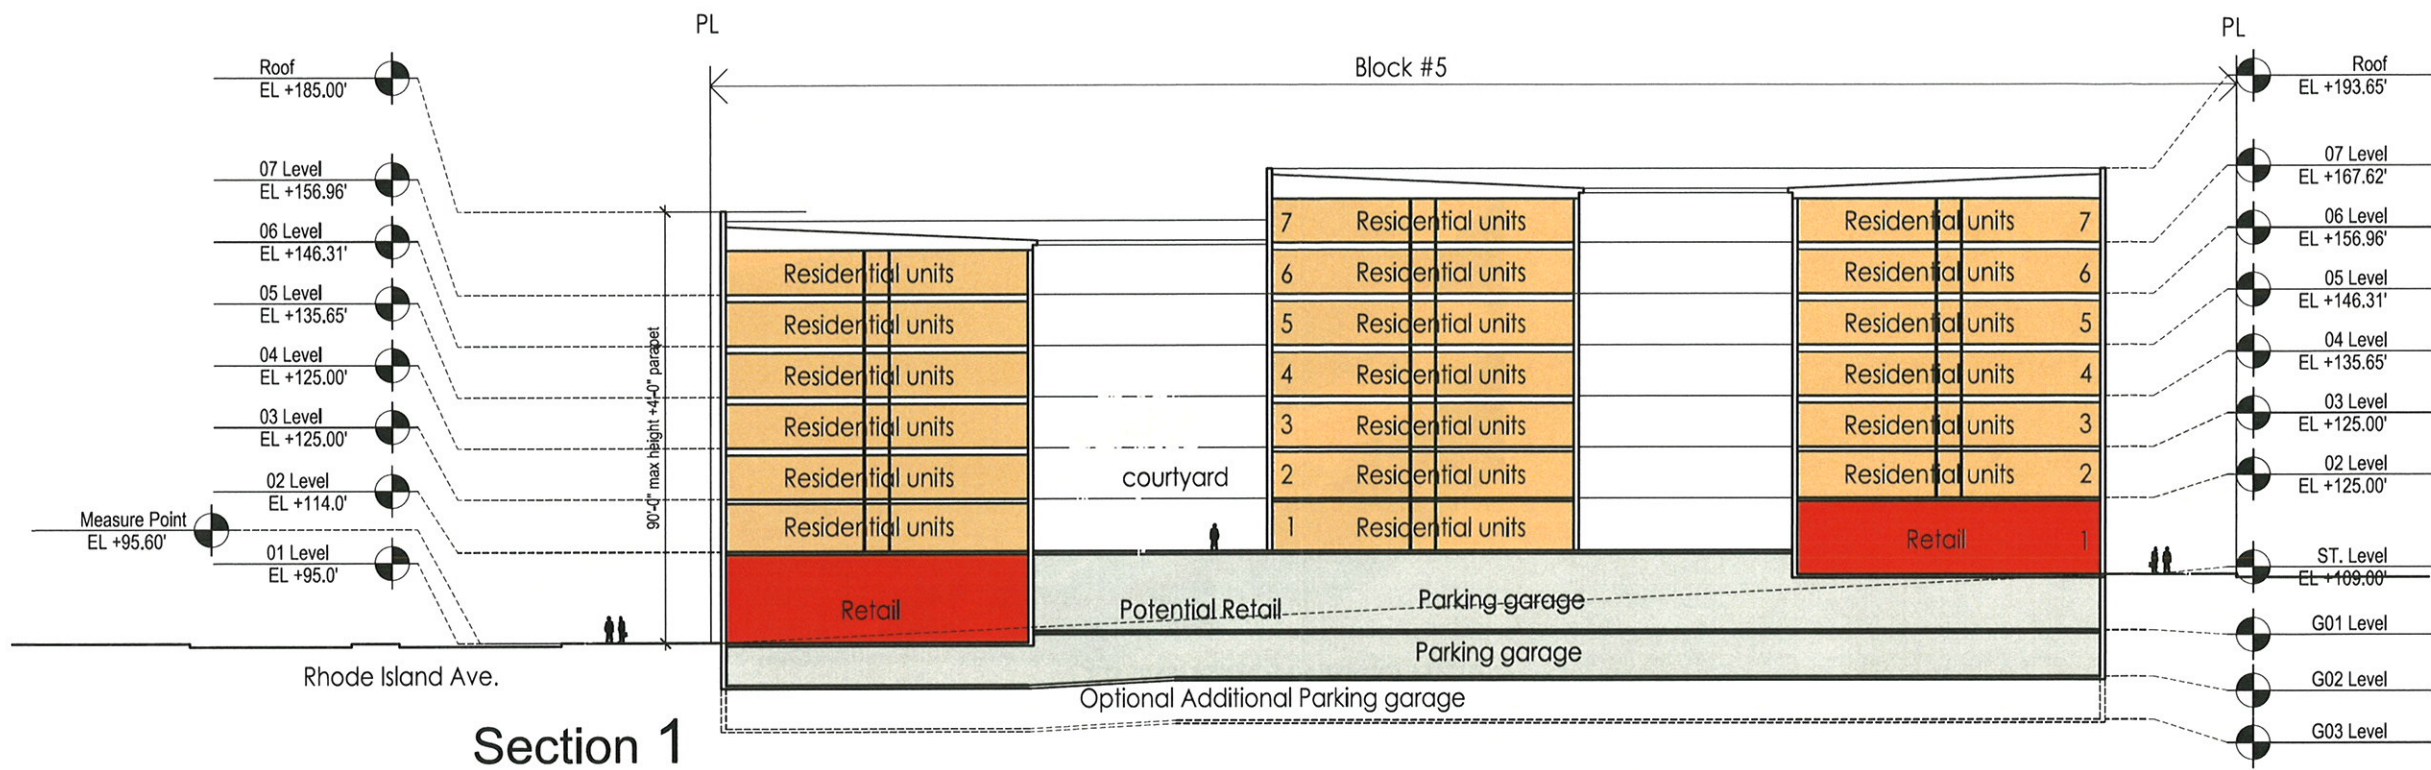 PL
PL
Block #5
Roof
EL +185.00'
07 Level
EL +156.96'
06 Level
EL +146.31'
05 Level
EL +135.65'
04 Level
EL +125.00'
03 Level
EL +125.00'
02 Level
EL +114.0'
Measure Point
EL +95.60'
01 Level
EL +95.0'
90'-0" max height +4'-0" parapet
Residential units
Residential units
Residential units
Residential units
Residential units
Residential units
Retail
courtyard
7 Residential units
6 Residential units
5 Residential units
4 Residential units
3 Residential units
2 Residential units
1 Residential units
Residential units 7
Residential units 6
Residential units 5
Residential units 4
Residential units 3
Residential units 2
Retail 1
Potential Retail
Parking garage
Parking garage
Optional Additional Parking garage
Roof
EL +193.65'
07 Level
EL +167.62'
06 Level
EL +156.96'
05 Level
EL +146.31'
04 Level
EL +135.65'
03 Level
EL +125.00'
02 Level
EL +125.00'
ST. Level
EL +109.00'
G01 Level
G02 Level
G03 Level
Rhode Island Ave.
Section 1